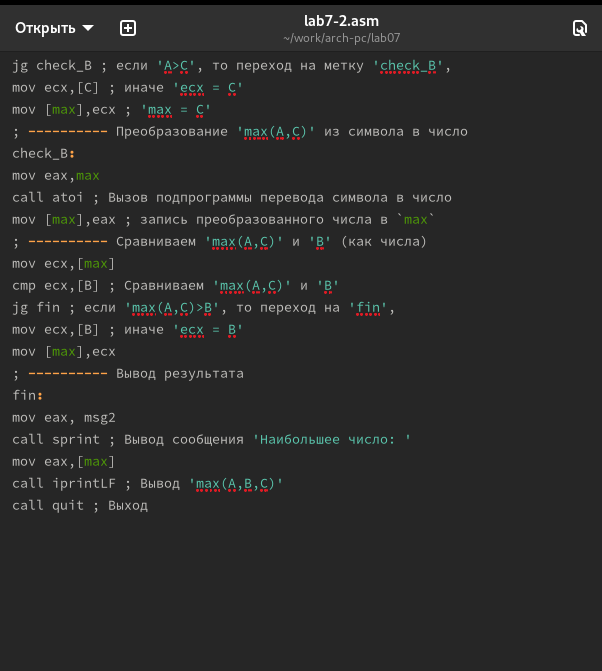 Открыть
lab7-2.asm
~/work/arch-pc/lab07
jg check_B ; если 'A>C', то переход на метку 'check_B',
mov ecx,[C] ; иначе 'ecx = C'
mov [max],ecx ; 'max = C'
; ---------- Преобразование 'max(A,C)' из символа в число
check_B:
mov eax,max
call atoi ; Вызов подпрограммы перевода символа в число
mov [max],eax ; запись преобразованного числа в `max`
; ---------- Сравниваем 'max(A,C)' и 'B' (как числа)
mov ecx,[max]
cmp ecx,[B] ; Сравниваем 'max(A,C)' и 'B'
jg fin ; если 'max(A,C)>B', то переход на 'fin',
mov ecx,[B] ; иначе 'ecx = B'
mov [max],ecx
; ---------- Вывод результата
fin:
mov eax, msg2
call sprint ; Вывод сообщения 'Наибольшее число: '
mov eax,[max]
call iprintLF ; Вывод 'max(A,B,C)'
call quit ; Выход